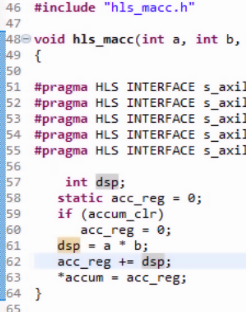 46 #include "hls_macc.h"
47
48 void hls_macc(int a, int b,
49 {
50
51 #pragma HLS INTERFACE s_axil
52 #pragma HLS INTERFACE s_axil
53 #pragma HLS INTERFACE s_axil
54 #pragma HLS INTERFACE s_axil
55 #pragma HLS INTERFACE s_axil
56
57 int dsp;
58 static acc_reg = 0;
59 if (accum_clr)
60 acc_reg = 0;
61 dsp = a * b;
62 acc_reg += dsp;
63 *accum = acc_reg;
64 }
65